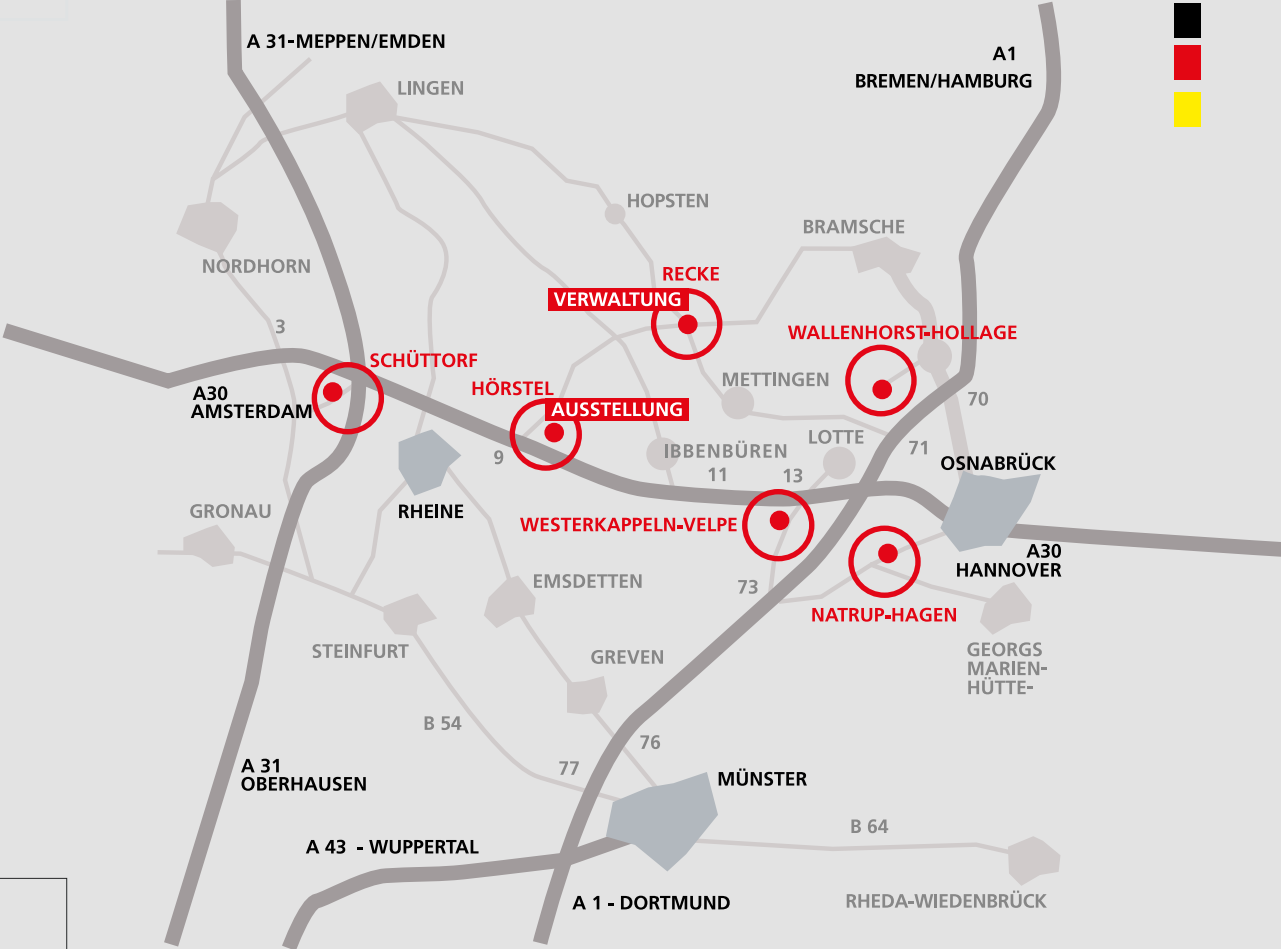 A 31-MEPPEN/EMDEN
A1
BREMEN/HAMBURG
LINGEN
HOPSTEN
BRAMSCHE
NORDHORN
RECKE
VERWALTUNG
3
WALLENHORST-HOLLAGE
SCHÜTTORF
METTINGEN
HÖRSTEL
A30
AMSTERDAM
AUSSTELLUNG
70
LOTTE
71
IBBENBÜREN
9
11
13
OSNABRÜCK
GRONAU
RHEINE
WESTERKAPPELN-VELPE
A30
HANNOVER
EMSDETTEN
73
NATRUP-HAGEN
STEINFURT
GREVEN
GEORGS
MARIEN-
HÜTTE-
B 54
76
77
A 31
OBERHAUSEN
MÜNSTER
B 64
A 43 - WUPPERTAL
A 1 - DORTMUND
RHEDA-WIEDENBRÜCK